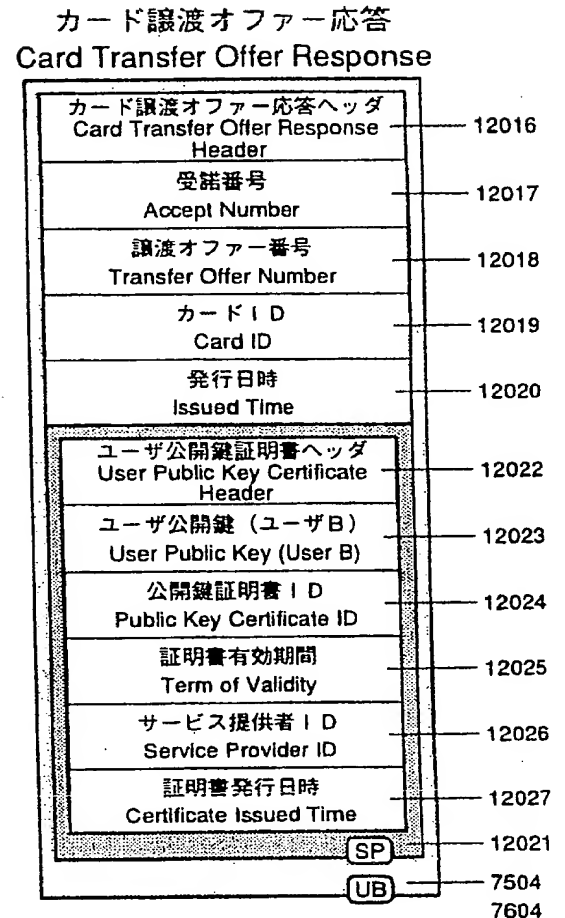 カード譲渡オファー応答
Card Transfer Offer Response
カード譲渡オファー応答ヘッダ
Card Transfer Offer Response
Header
12016
受諾番号
Accept Number
12017
譲渡オファー番号
Transfer Offer Number
12018
カードID
Card ID
12019
発行日時
Issued Time
12020
ユーザ公開鍵証明書ヘッダ
User Public Key Certificate
Header
12022
ユーザ公開鍵(ユーザB)
User Public Key (User B)
12023
公開鍵証明書ID
Public Key Certificate ID
12024
証明書有効期間
Term of Validity
12025
サービス提供者ID
Service Provider ID
12026
証明書発行日時
Certificate Issued Time
12027
SP
12021
UB
7504
7604